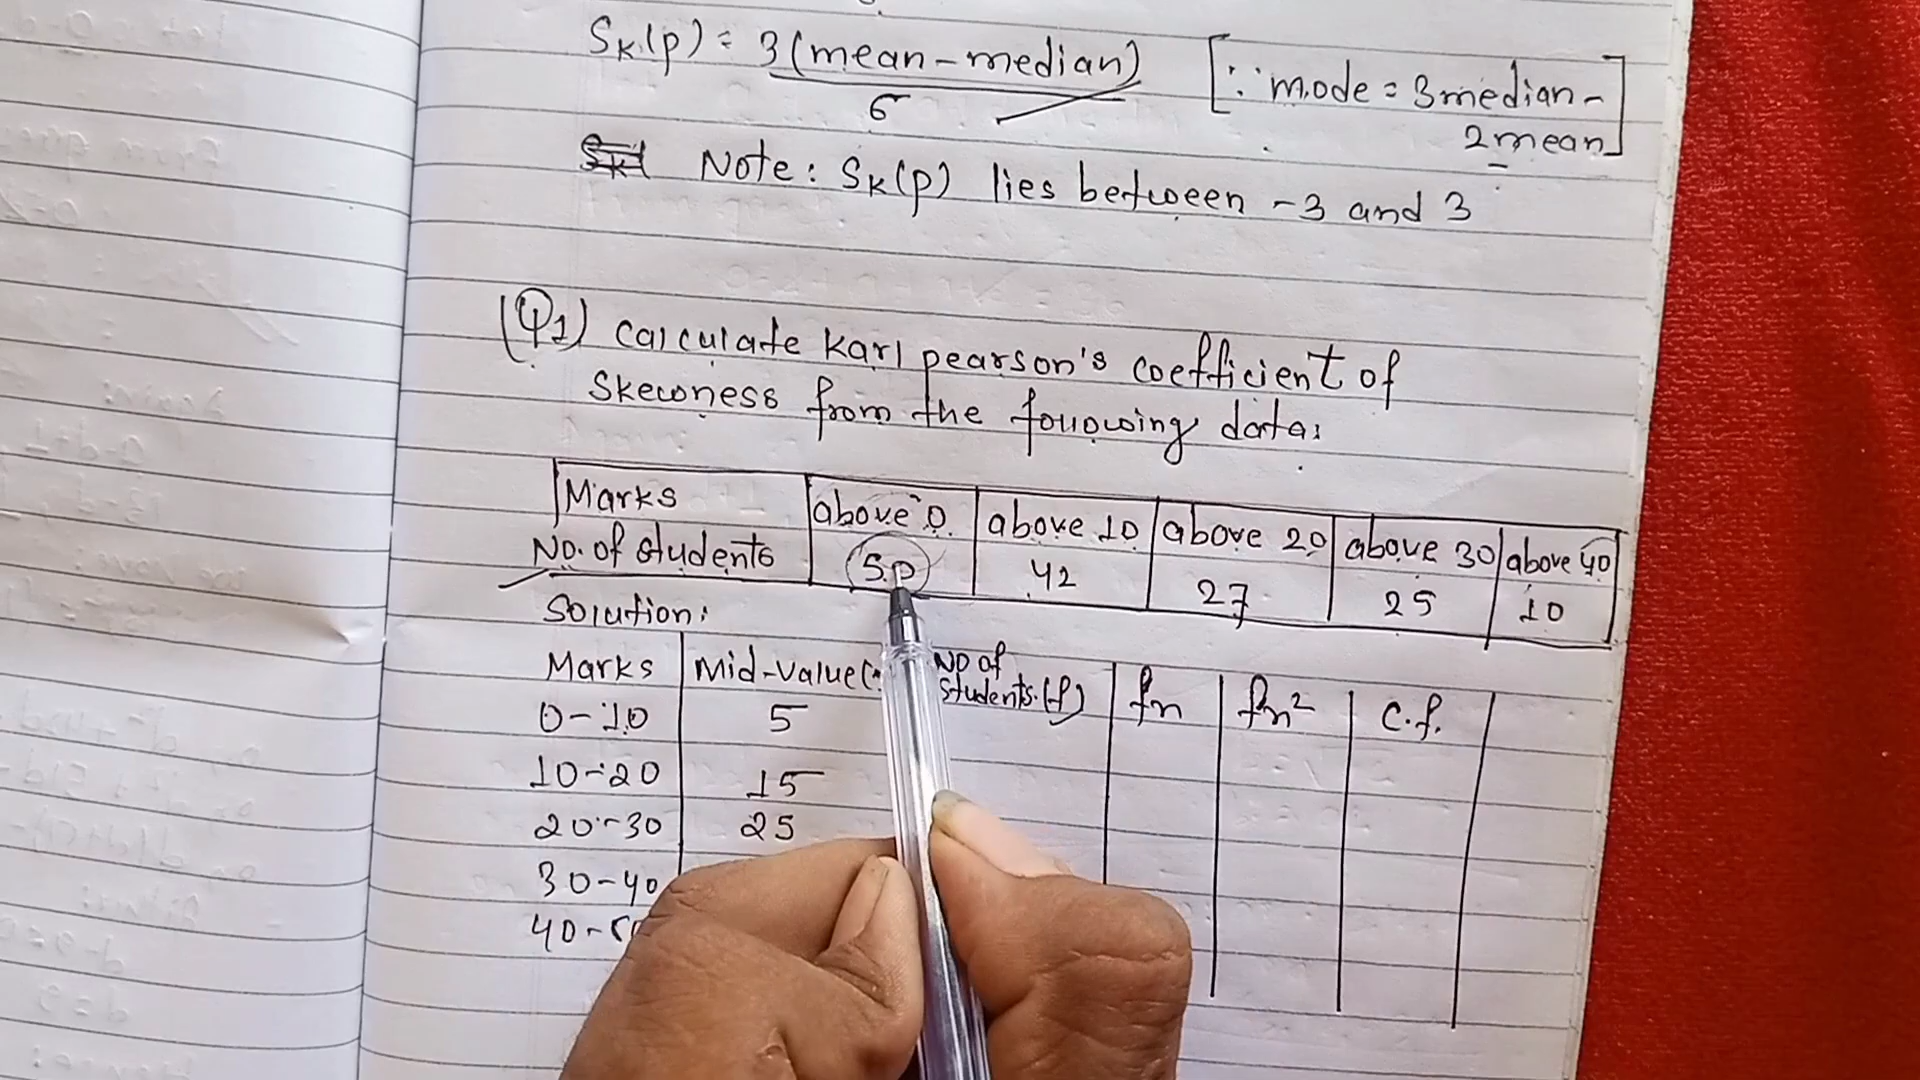 Sk(p) = 3(mean-median)
σ
[∵ mode = 3median-
2mean]
Note: Sk(p) lies between -3 and 3
(Q1) Calculate Karl pearson's coefficient of
Skewness from the following data:
Marks above 0 above 10 above 20 above 30 above 40
No. of students 50 42 27 25 10
Solution:
Marks Mid-value( No of students.(f) fx fx² c.f.
0-10 5
10-20 15
20-30 25
30-40
40-50